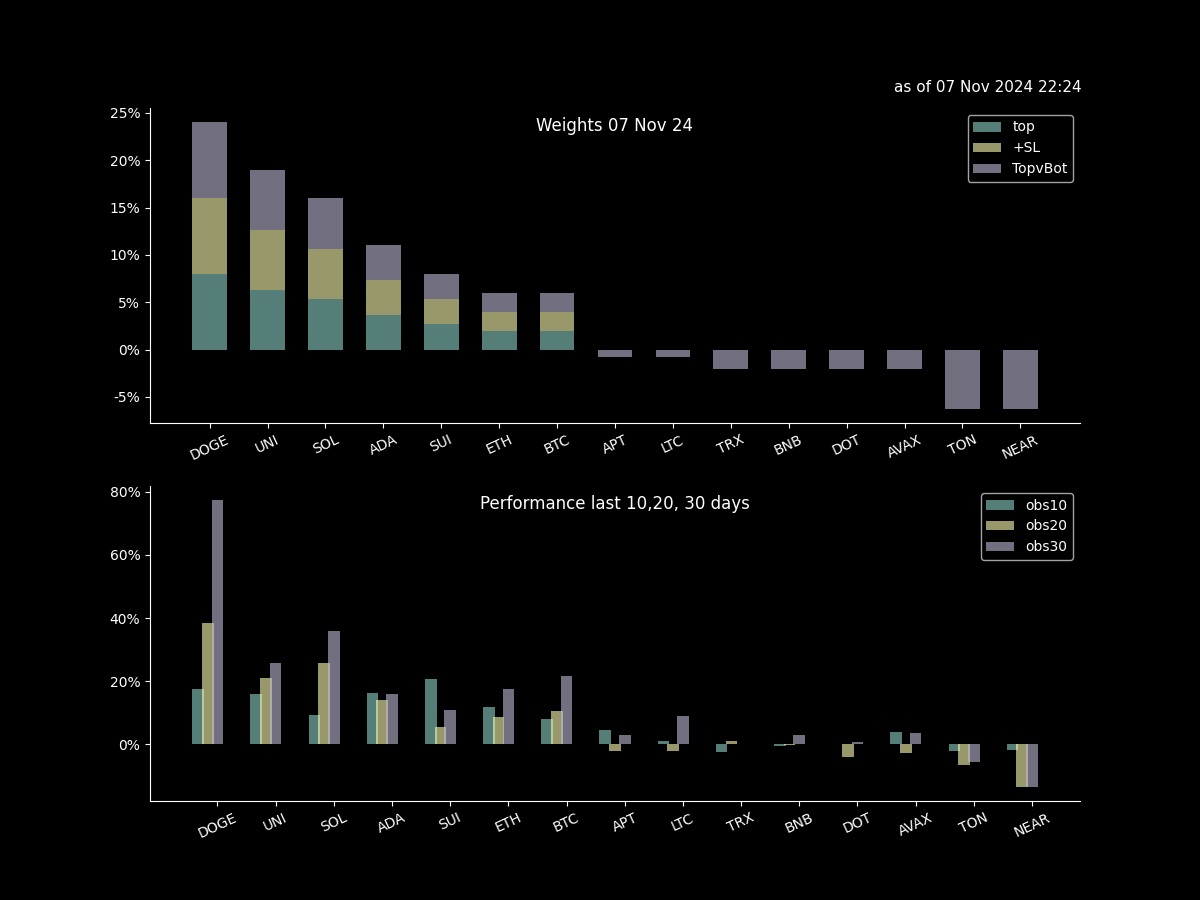 as of 07 Nov 2024 22:24
Weights 07 Nov 24
top
+SL
TopvBot
25%
20%
15%
10%
5%
0%
-5%
DOGE UNI SOL ADA SUI ETH BTC APT LTC TRX BNB DOT AVAX TON NEAR
Performance last 10,20, 30 days
obs10
obs20
obs30
80%
60%
40%
20%
0%
DOGE UNI SOL ADA SUI ETH BTC APT LTC TRX BNB DOT AVAX TON NEAR